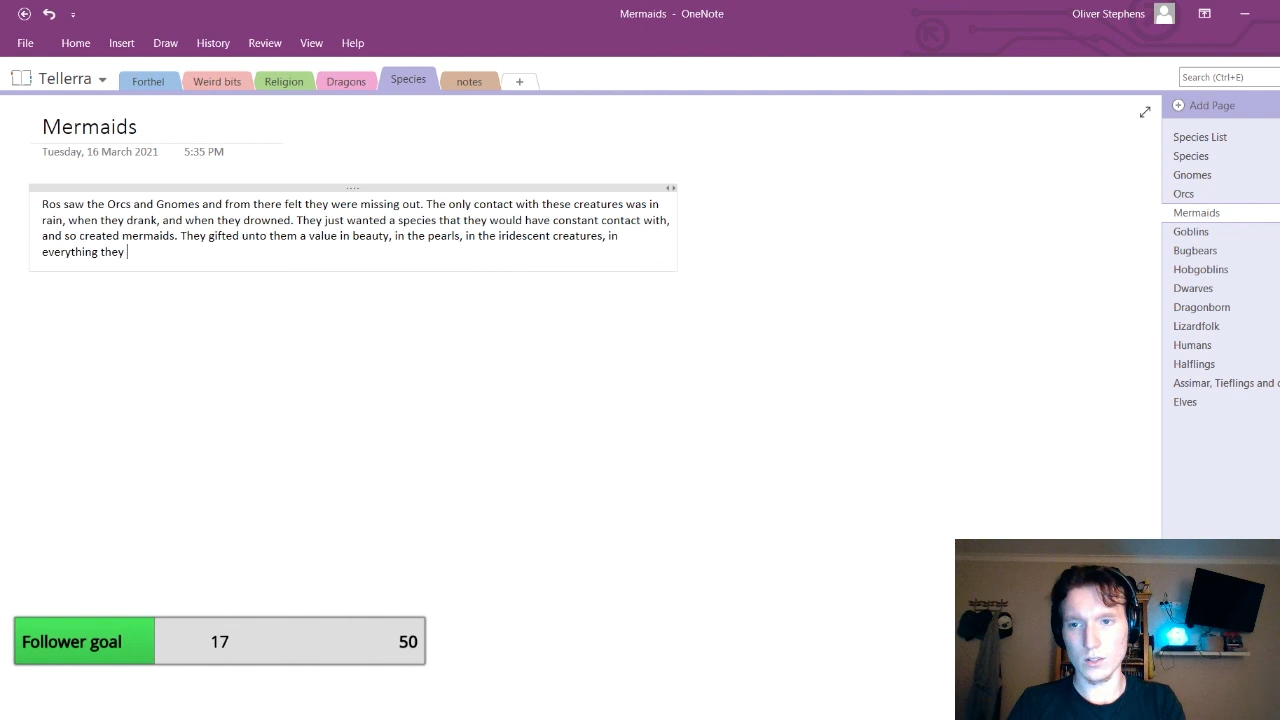 Mermaids - OneNote
Oliver Stephens
File Home Insert Draw History Review View Help
Tellerra Forthel Weird bits Religion Dragons Species notes +
Search (Ctrl+E)
Mermaids
Tuesday, 16 March 2021 5:35 PM
Ros saw the Orcs and Gnomes and from there felt they were missing out. The only contact with these creatures was in
rain, when they drank, and when they drowned. They just wanted a species that they would have constant contact with,
and so created mermaids. They gifted unto them a value in beauty, in the pearls, in the iridescent creatures, in
everything they
Add Page
Species List
Species
Gnomes
Orcs
Mermaids
Goblins
Bugbears
Hobgoblins
Dwarves
Dragonborn
Lizardfolk
Humans
Halflings
Assimar, Tieflings and
Elves
Follower goal 17 50